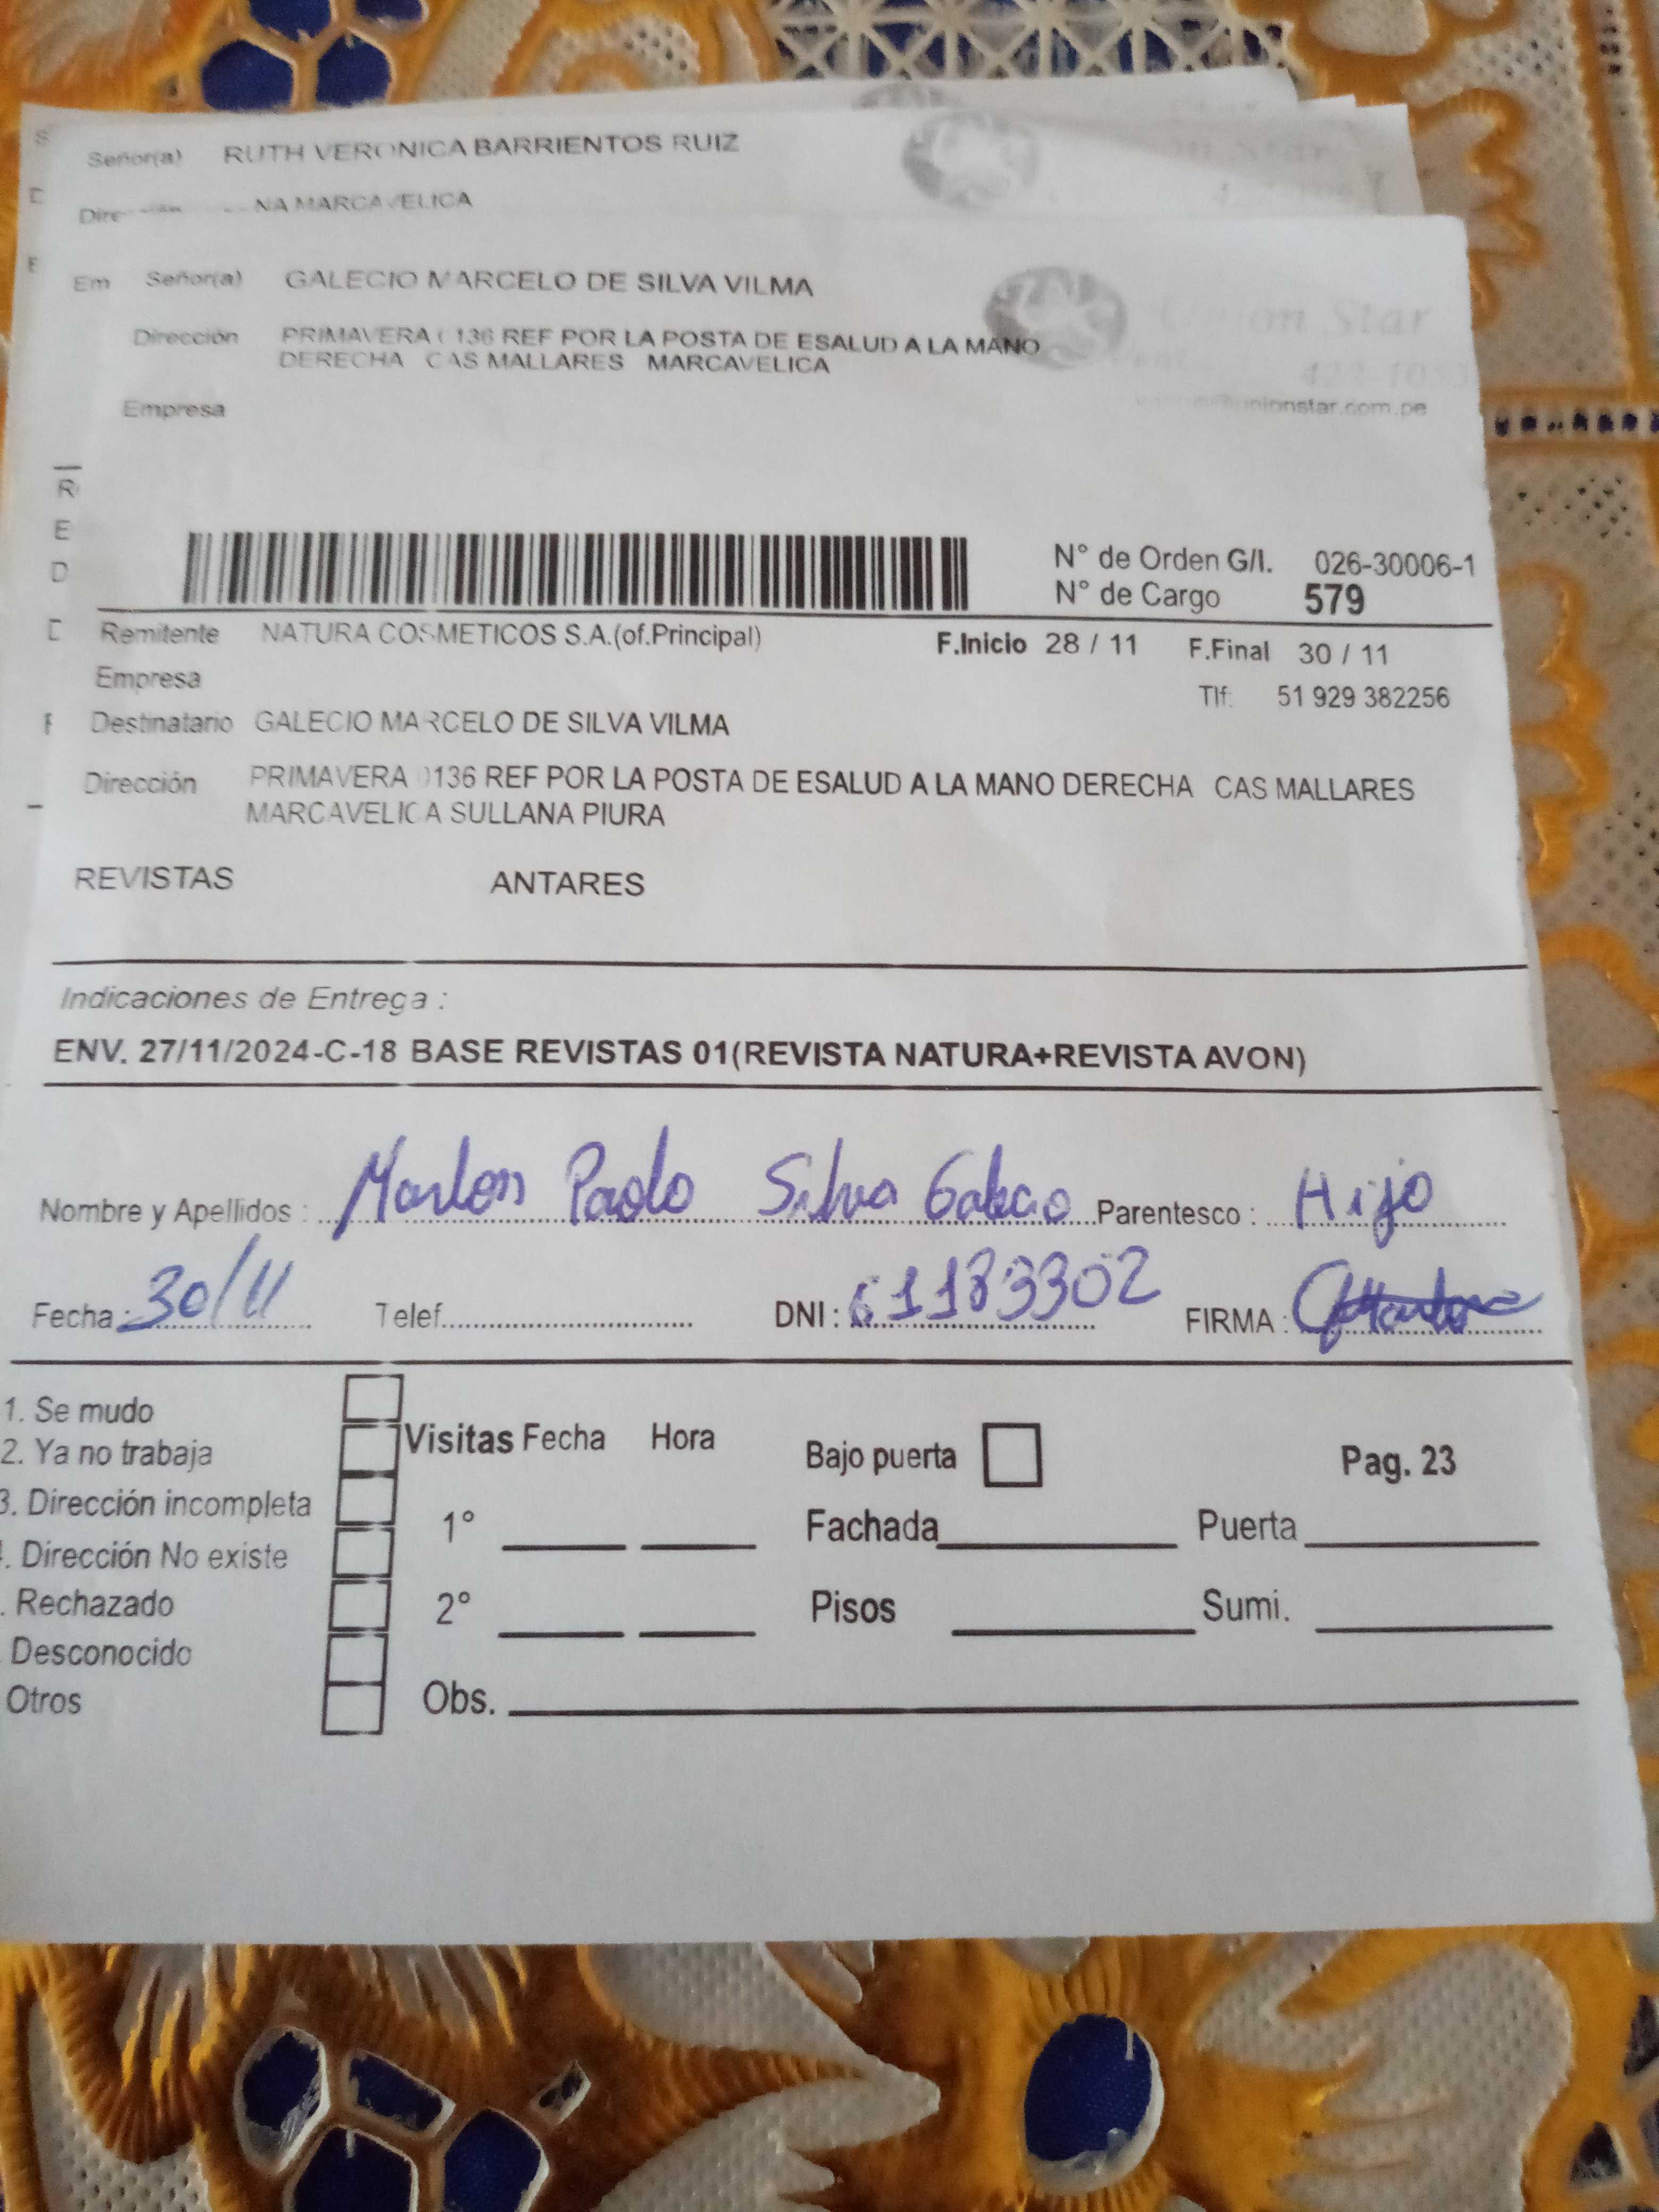 Señor(a) RUTH VERONICA BARRIENTOS RUIZ
NA MARCAVELICA
Em
Señor(a) GALECIO MARCELO DE SILVA VILMA
Dirección PRIMAVERA 0136 REF POR LA POSTA DE ESALUD A LA MANO
DERECHA CAS MALLARES MARCAVELICA
Union Star
Empresa
@unionstar.com.pe
N° de Orden G/I. 026-30006-1
N° de Cargo 579
Remitente NATURA COSMETICOS S.A.(of.Principal) F.Inicio 28 / 11 F.Final 30 / 11
Empresa Tlf: 51 929 382256
Destinatario GALECIO MARCELO DE SILVA VILMA
Dirección PRIMAVERA 0136 REF POR LA POSTA DE ESALUD A LA MANO DERECHA CAS MALLARES
MARCAVELICA SULLANA PIURA
REVISTAS ANTARES
Indicaciones de Entrega :
ENV. 27/11/2024-C-18 BASE REVISTAS 01(REVISTA NATURA+REVISTA AVON)
Nombre y Apellidos : Marlon Paolo Silva Galecio Parentesco : Hijo
Fecha : 30/11 Telef. DNI : 61183302 FIRMA :
1. Se mudo
2. Ya no trabaja
3. Dirección incompleta
. Dirección No existe
. Rechazado
Desconocido
Otros
Visitas Fecha Hora
1°
2°
Obs.
Bajo puerta Pag. 23
Fachada Puerta
Pisos Sumi.